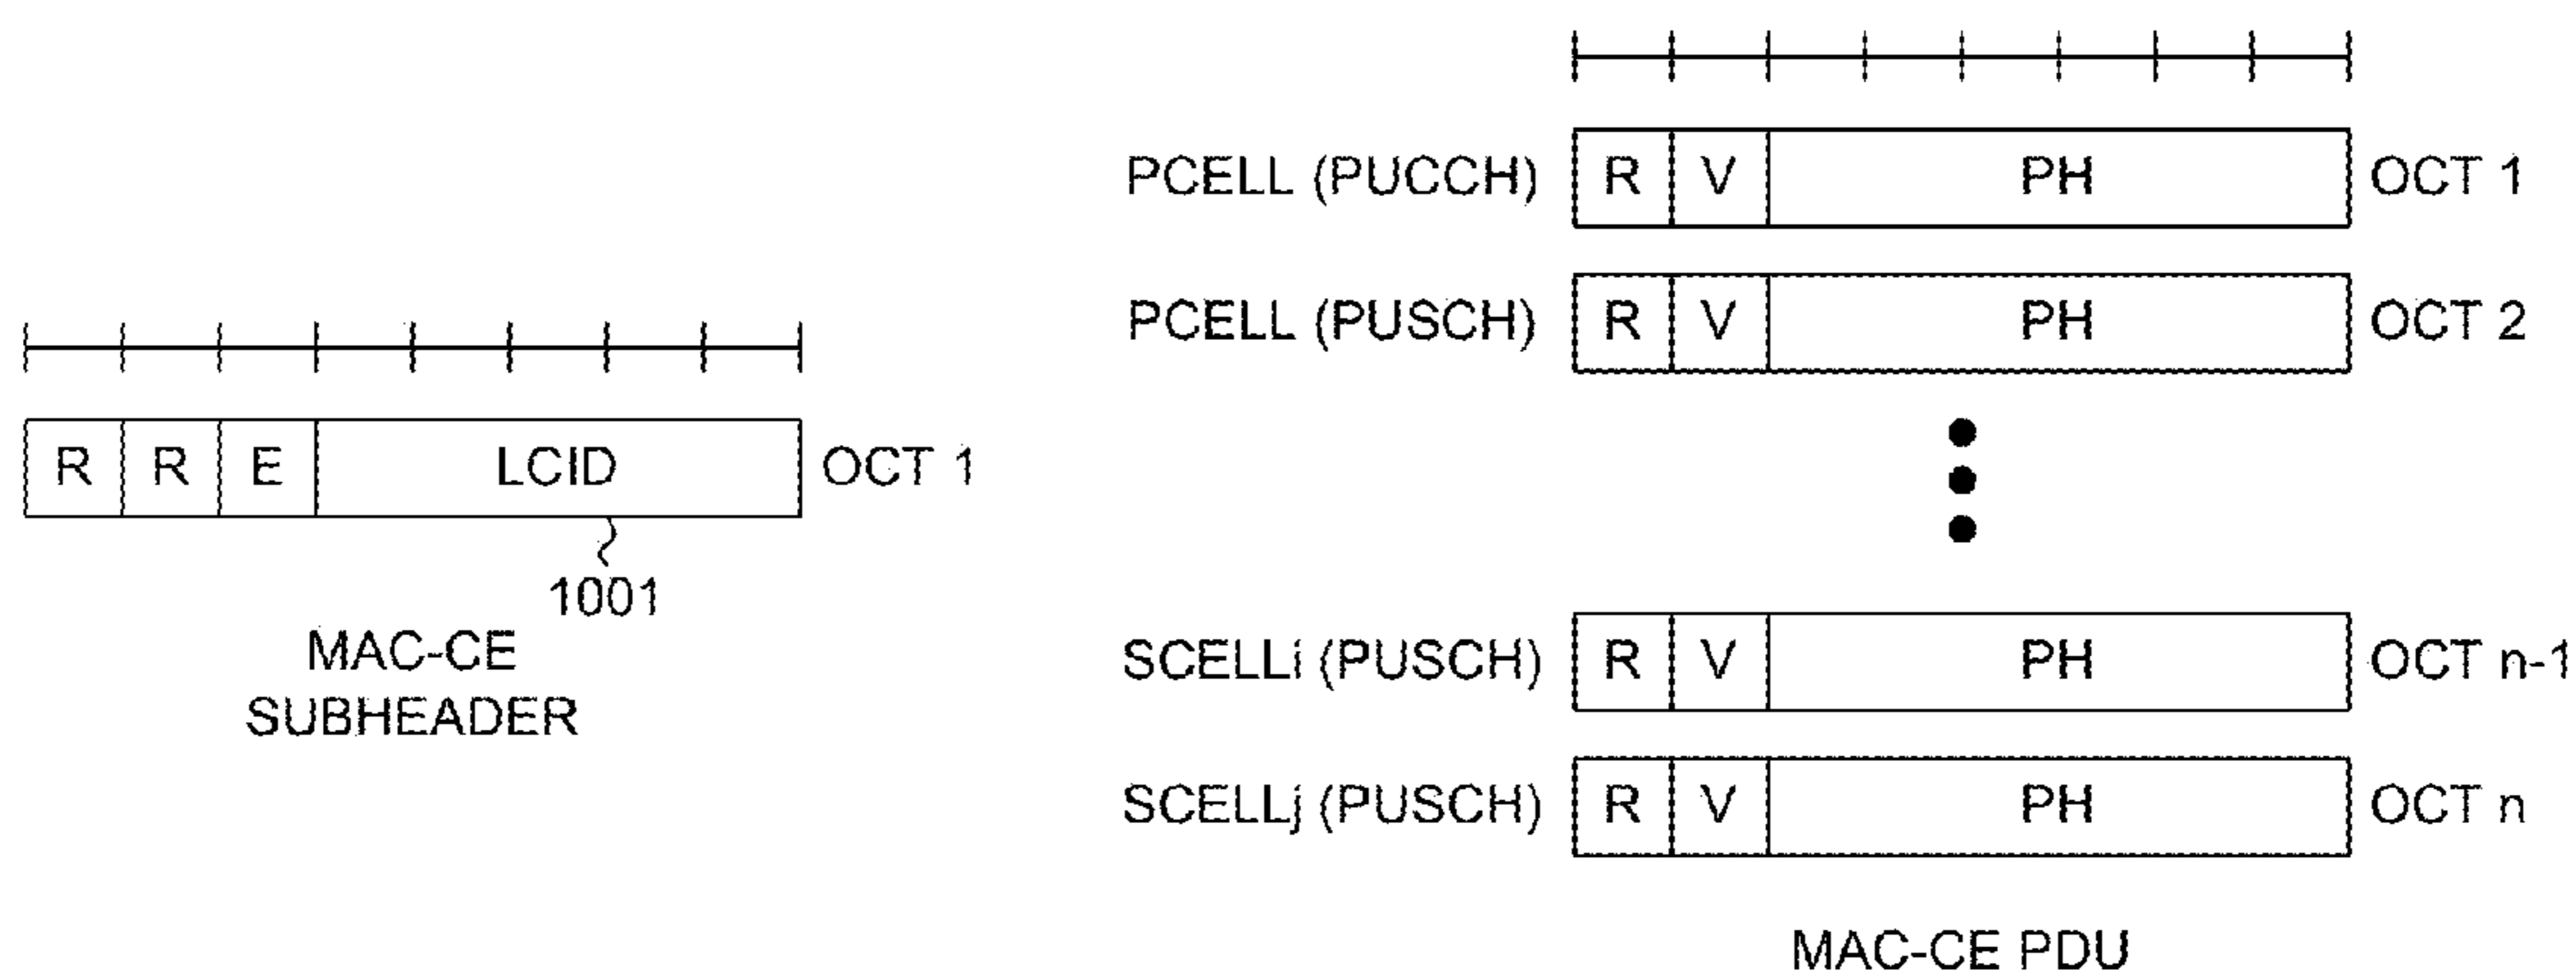 R R E LCID OCT 1
1001
MAC-CE
SUBHEADER
PCELL (PUCCH) R V PH OCT 1
PCELL (PUSCH) R V PH OCT 2
SCELLi (PUSCH) R V PH OCT n-1
SCELLj (PUSCH) R V PH OCT n
MAC-CE PDU